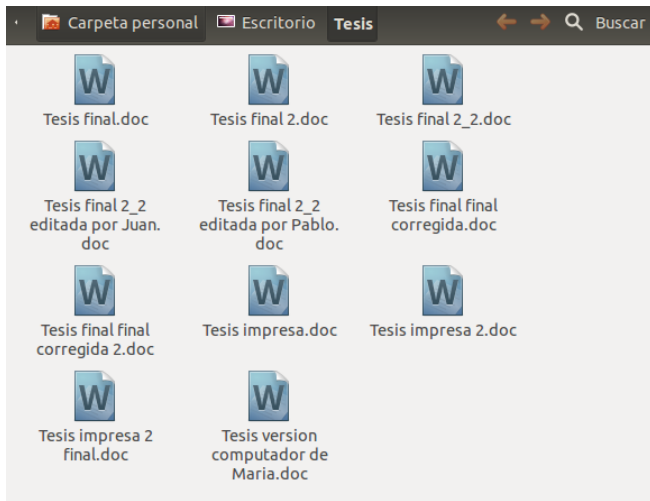 Carpeta personal Escritorio Tesis Buscar
Tesis final.doc
Tesis final 2.doc
Tesis final 2_2.doc
Tesis final 2_2
editada por Juan.
doc
Tesis final 2_2
editada por Pablo.
doc
Tesis final final
corregida.doc
Tesis final final
corregida 2.doc
Tesis impresa.doc
Tesis impresa 2.doc
Tesis impresa 2
final.doc
Tesis version
computador de
Maria.doc